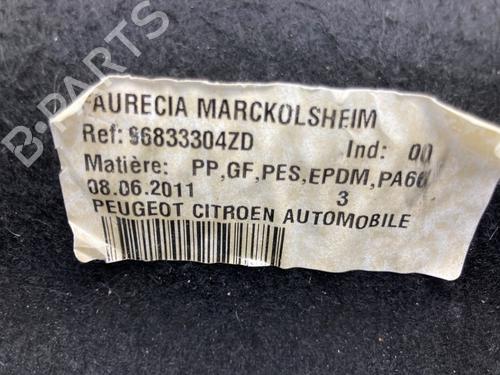 FAURECIA MARCKOLSHEIM
Ref: 96833304ZD Ind: 00
Matière: PP,GF,PES,EPDM,PA66
08.06.2011 3
PEUGEOT CITROEN AUTOMOBILE
B-PARTS